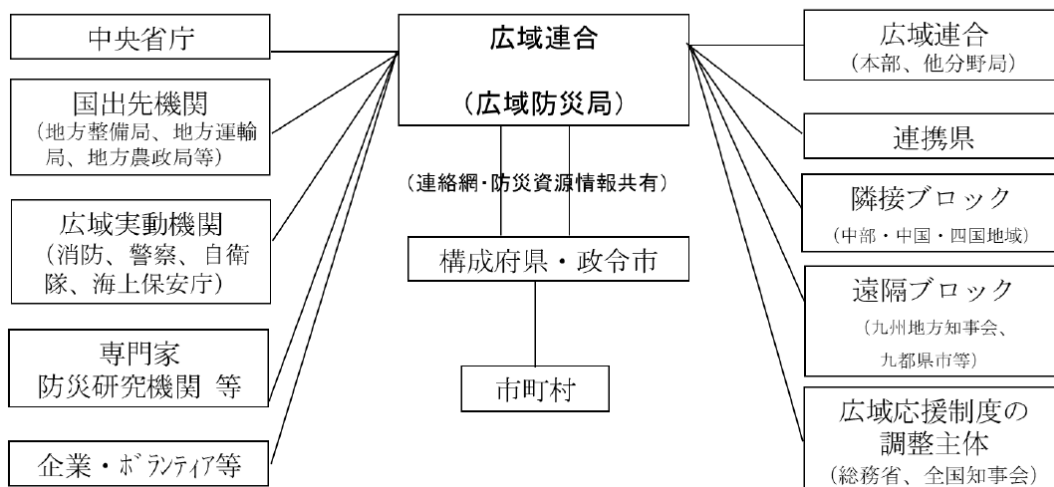 中央省庁
国出先機関
（地方整備局、地方運輸
局、地方農政局等）
広域実動機関
（消防、警察、自衛
隊、海上保安庁）
専門家
防災研究機関 等
企業・ボランティア等
広域連合
（広域防災局）
（連絡網・防災資源情報共有）
構成府県・政令市
市町村
広域連合
（本部、他分野局）
連携県
隣接ブロック
（中部・中国・四国地域）
遠隔ブロック
（九州地方知事会、
九都県市等）
広域応援制度の
調整主体
（総務省、全国知事会）